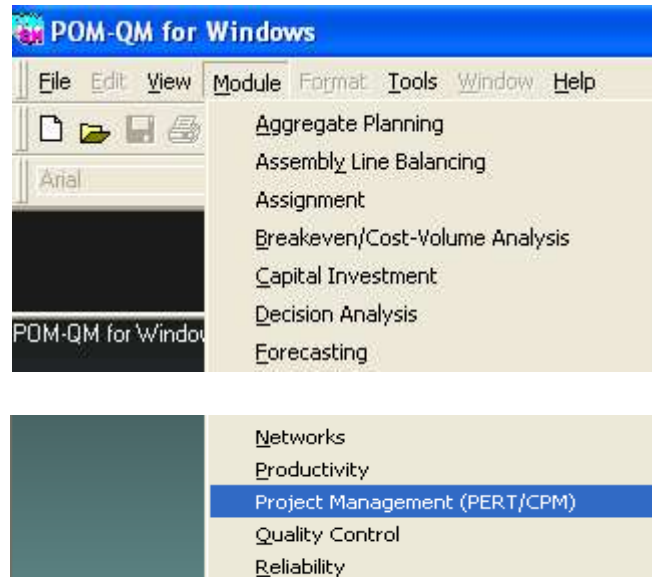 POM-QM for Windows
File Edit View Module Format Tools Window Help
Aggregate Planning
Assembly Line Balancing
Arial
Assignment
Breakeven/Cost-Volume Analysis
Capital Investment
Decision Analysis
POM-QM for Window
Forecasting
Networks
Productivity
Project Management (PERT/CPM)
Quality Control
Reliability